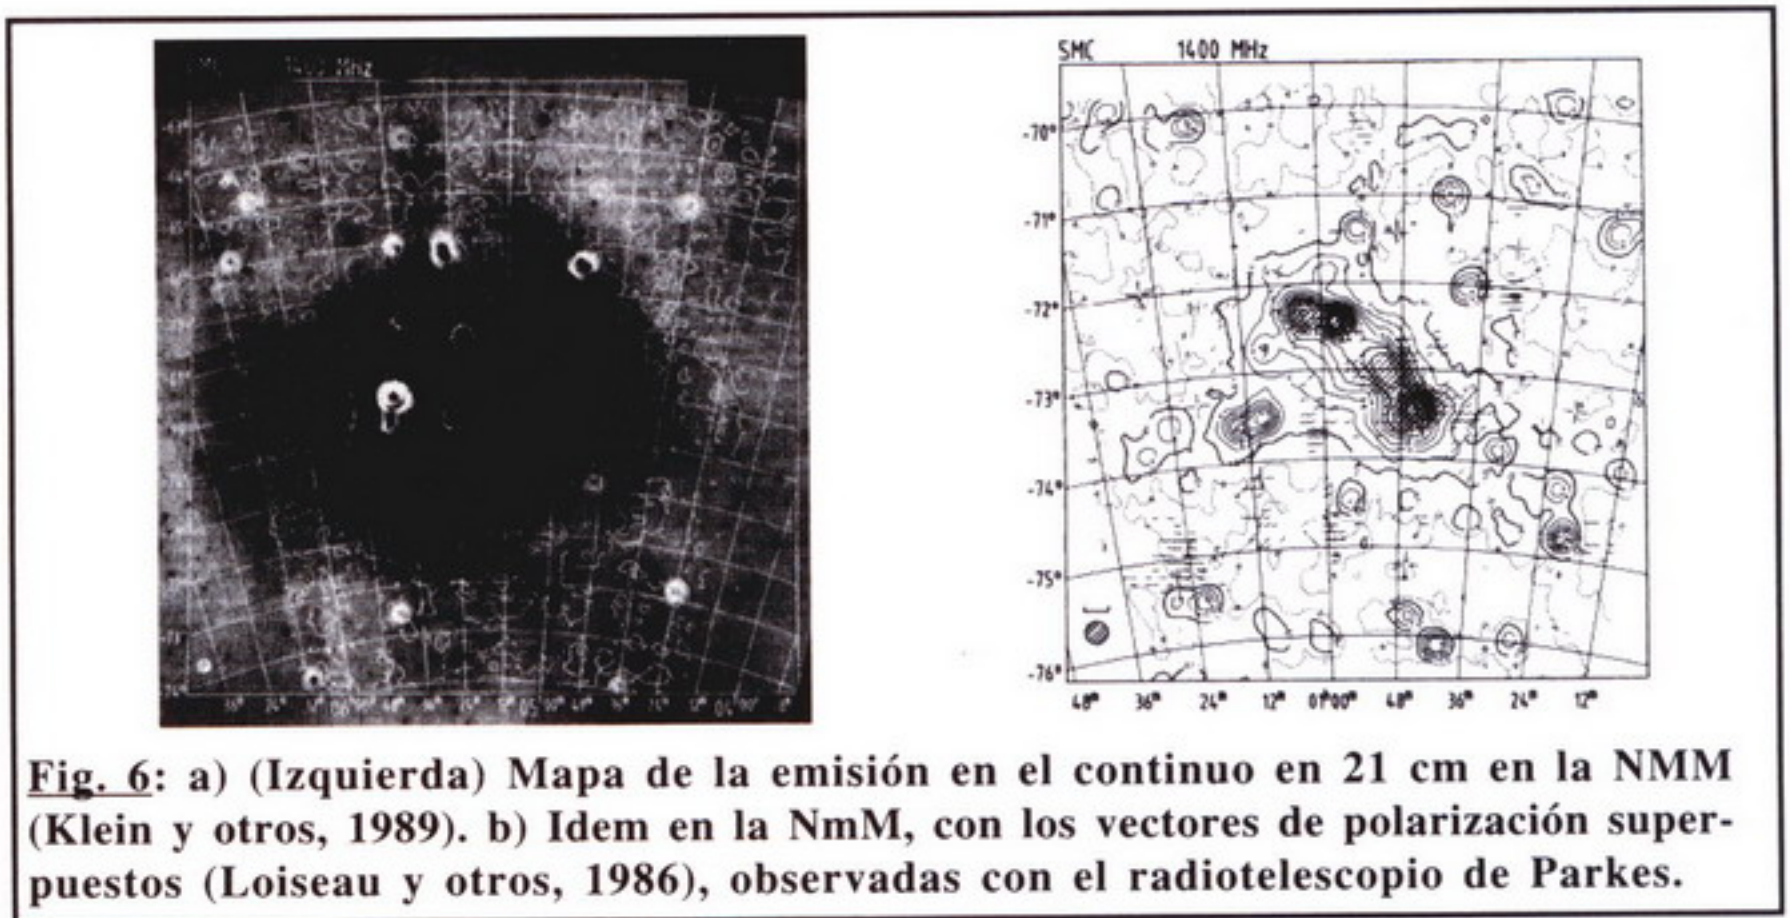 1400 Mhz
SMC 1400 MHz
-70°
-71°
-72°
-73°
-74°
-75°
-76°
48ᵐ 36ᵐ 24ᵐ 12ᵐ 01ʰ00ᵐ 48ᵐ 36ᵐ 24ᵐ 12ᵐ
Fig. 6: a) (Izquierda) Mapa de la emisión en el continuo en 21 cm en la NMM
(Klein y otros, 1989). b) Idem en la NmM, con los vectores de polarización super-
puestos (Loiseau y otros, 1986), observadas con el radiotelescopio de Parkes.